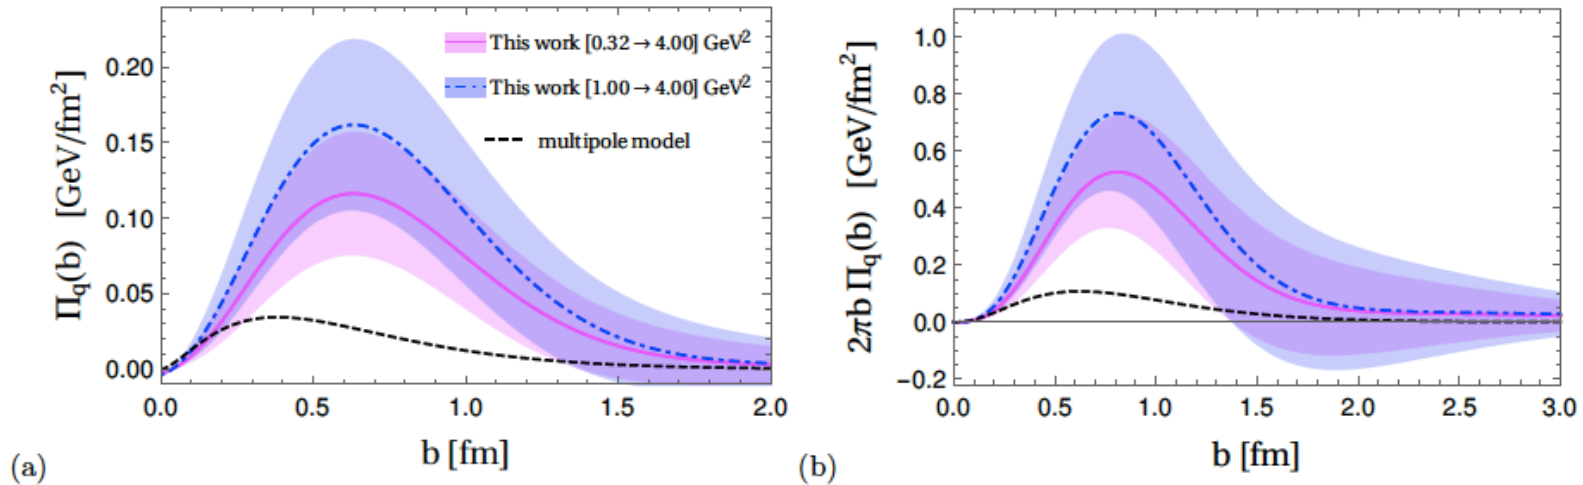 Π_q(b) [GeV/fm²]
0.20
0.15
0.10
0.05
0.00
This work [0.32 → 4.00] GeV²
This work [1.00 → 4.00] GeV²
multipole model
0.0 0.5 1.0 1.5 2.0
b [fm]
(a)
2πb Π_q(b) [GeV/fm²]
1.0
0.8
0.6
0.4
0.2
0.0
−0.2
0.0 0.5 1.0 1.5 2.0 2.5 3.0
b [fm]
(b)